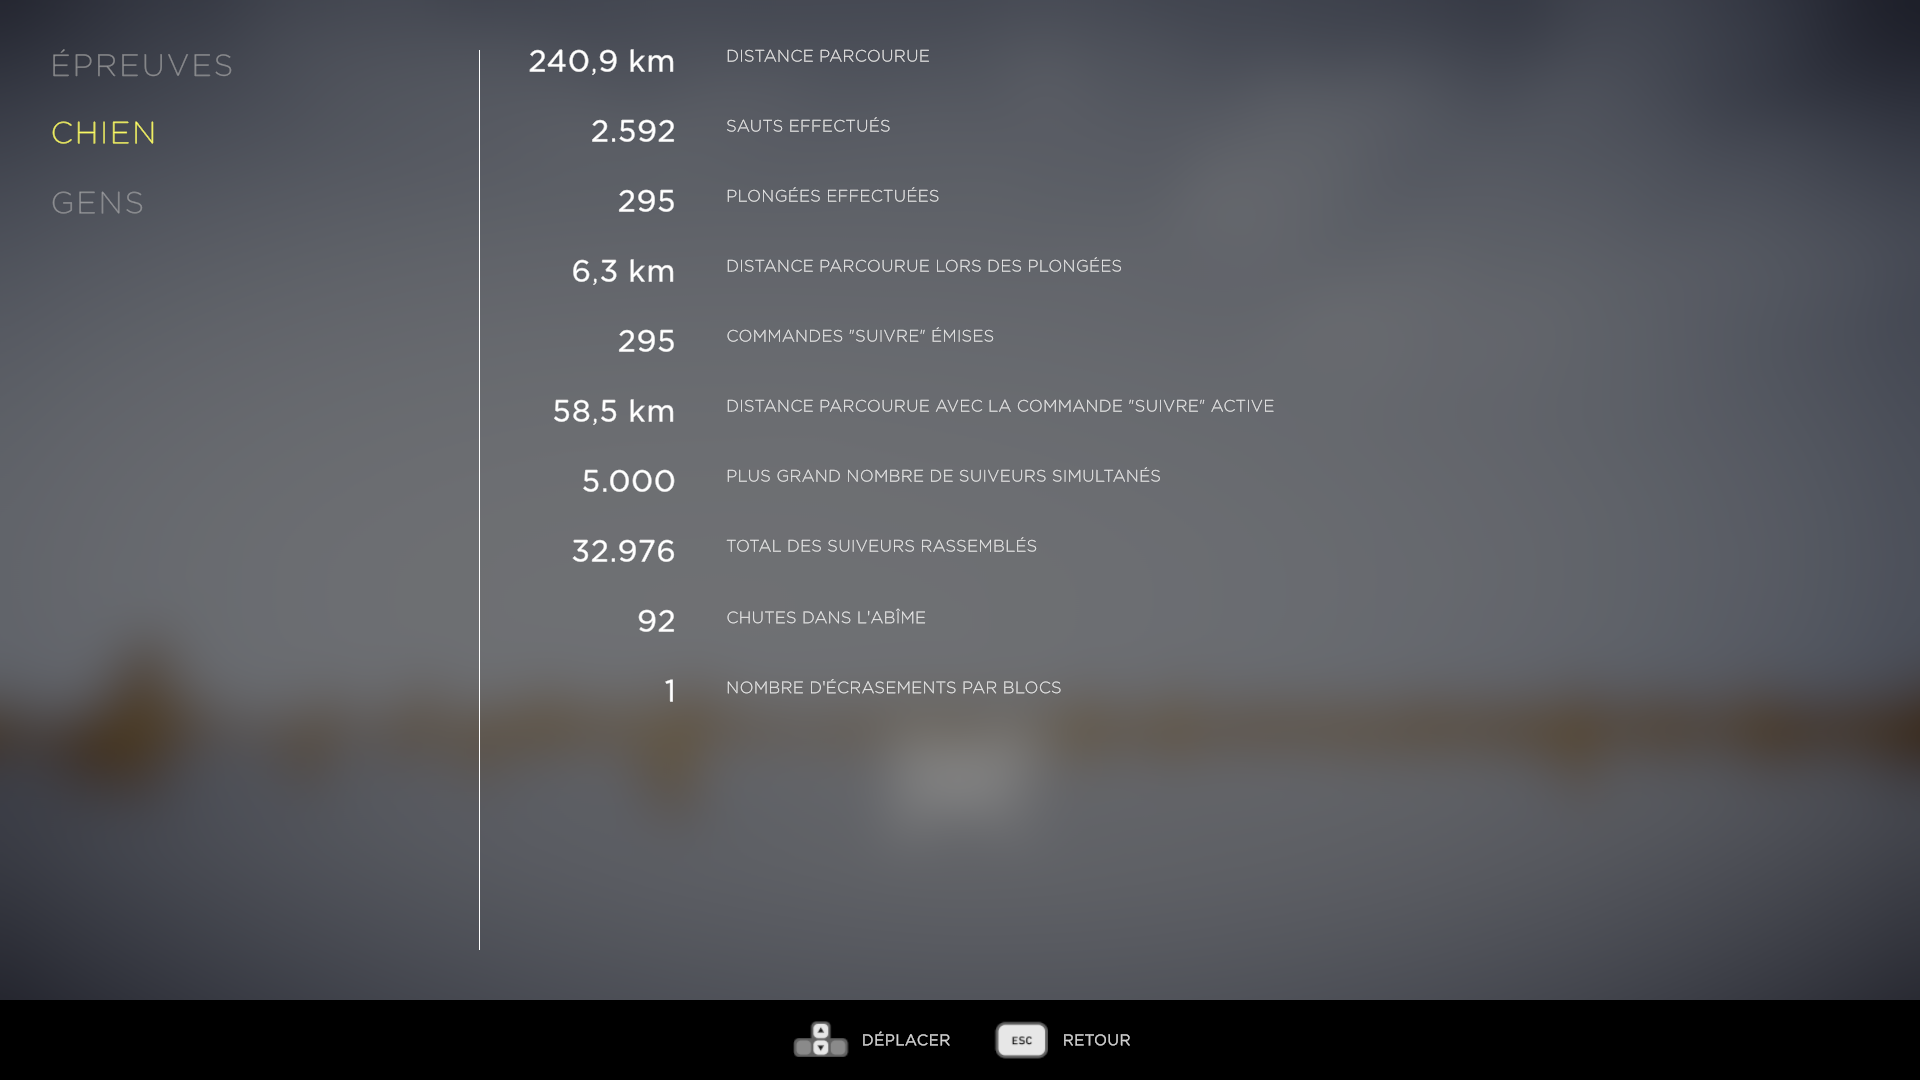 ÉPREUVES
CHIEN
GENS
240,9 km DISTANCE PARCOURUE
2.592 SAUTS EFFECTUÉS
295 PLONGÉES EFFECTUÉES
6,3 km DISTANCE PARCOURUE LORS DES PLONGÉES
295 COMMANDES "SUIVRE" ÉMISES
58,5 km DISTANCE PARCOURUE AVEC LA COMMANDE "SUIVRE" ACTIVE
5.000 PLUS GRAND NOMBRE DE SUIVEURS SIMULTANÉS
32.976 TOTAL DES SUIVEURS RASSEMBLÉS
92 CHUTES DANS L'ABÎME
1 NOMBRE D'ÉCRASEMENTS PAR BLOCS
DÉPLACER ESC RETOUR